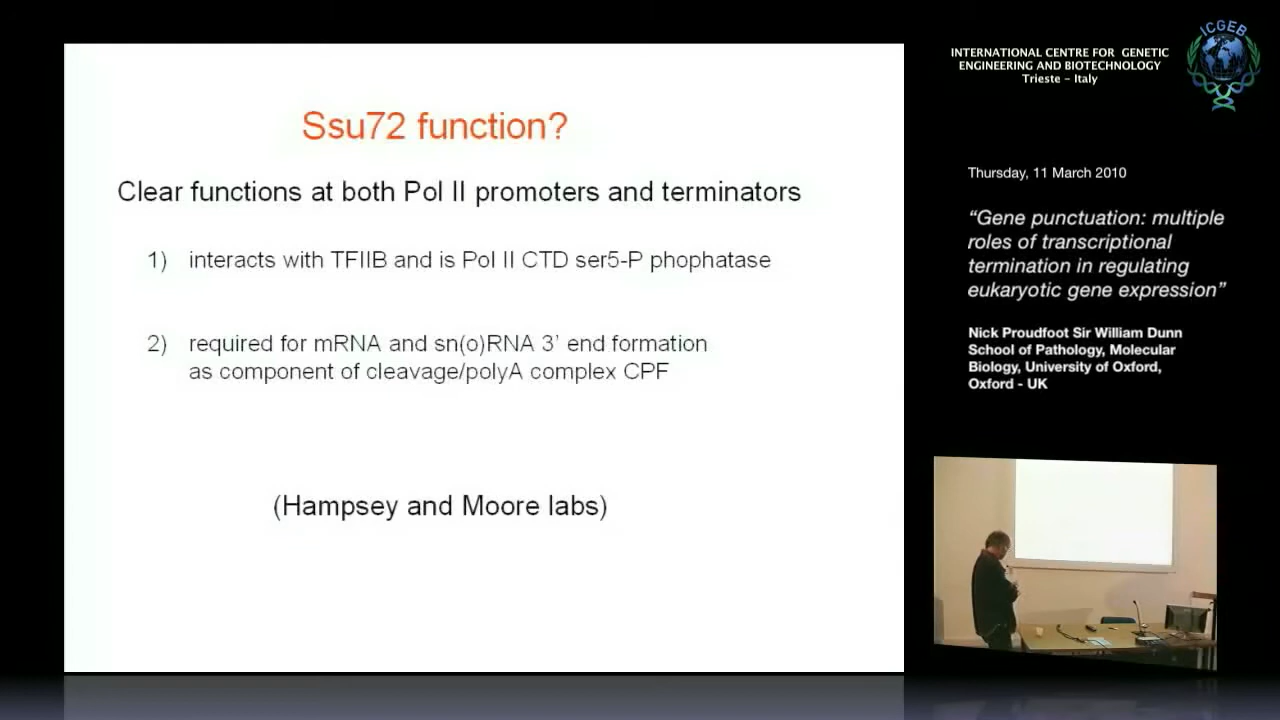 Ssu72 function?
Clear functions at both Pol II promoters and terminators
1) interacts with TFIIB and is Pol II CTD ser5-P phophatase
2) required for mRNA and sn(o)RNA 3’ end formation
as component of cleavage/polyA complex CPF
(Hampsey and Moore labs)
INTERNATIONAL CENTRE FOR GENETIC
ENGINEERING AND BIOTECHNOLOGY
Trieste - Italy
ICGEB
Thursday, 11 March 2010
“Gene punctuation: multiple
roles of transcriptional
termination in regulating
eukaryotic gene expression”
Nick Proudfoot Sir William Dunn
School of Pathology, Molecular
Biology, University of Oxford,
Oxford - UK